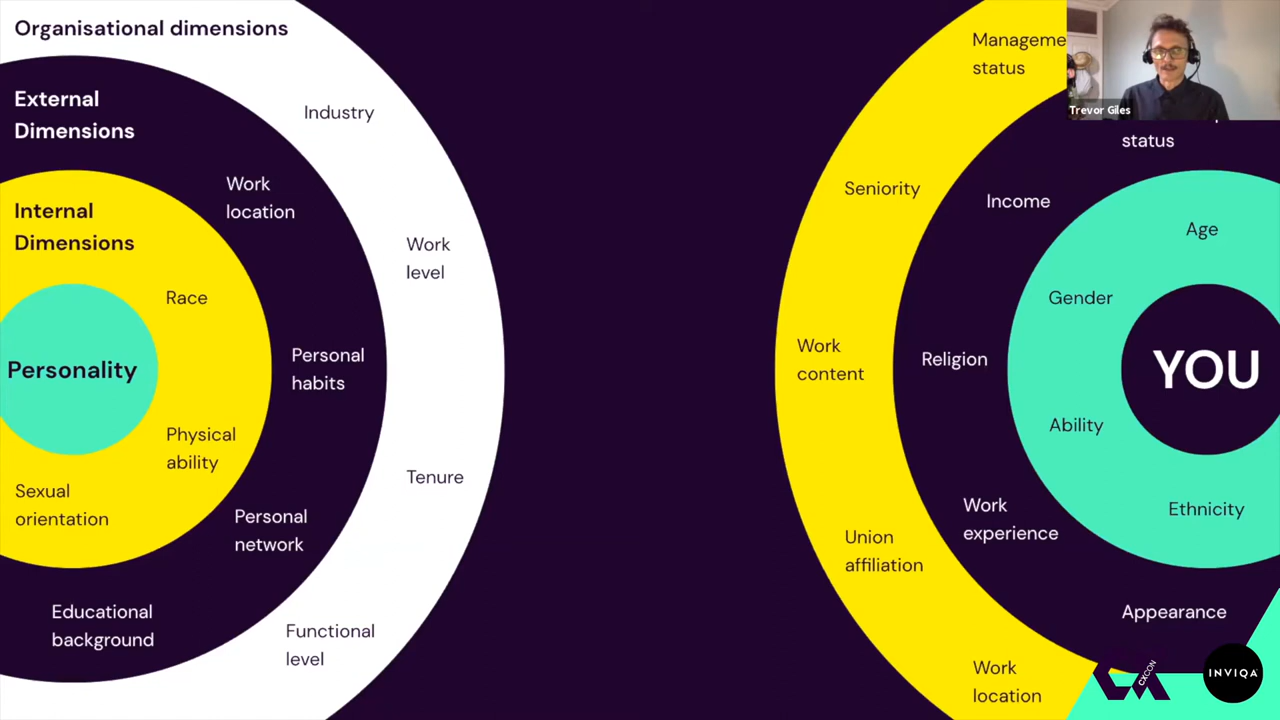 Organisational dimensions
External
Dimensions
Industry
Work
location
Internal
Dimensions
Work
level
Race
Personality
Personal
habits
Physical
ability
Tenure
Sexual
orientation
Personal
network
Educational
background
Functional
level
status
Trevor Giles
status
Seniority
Income
Age
Gender
Work
content
Religion
YOU
Ability
Work
experience
Ethnicity
Union
affiliation
Appearance
Work
location
CX
CXCON
INVIQA